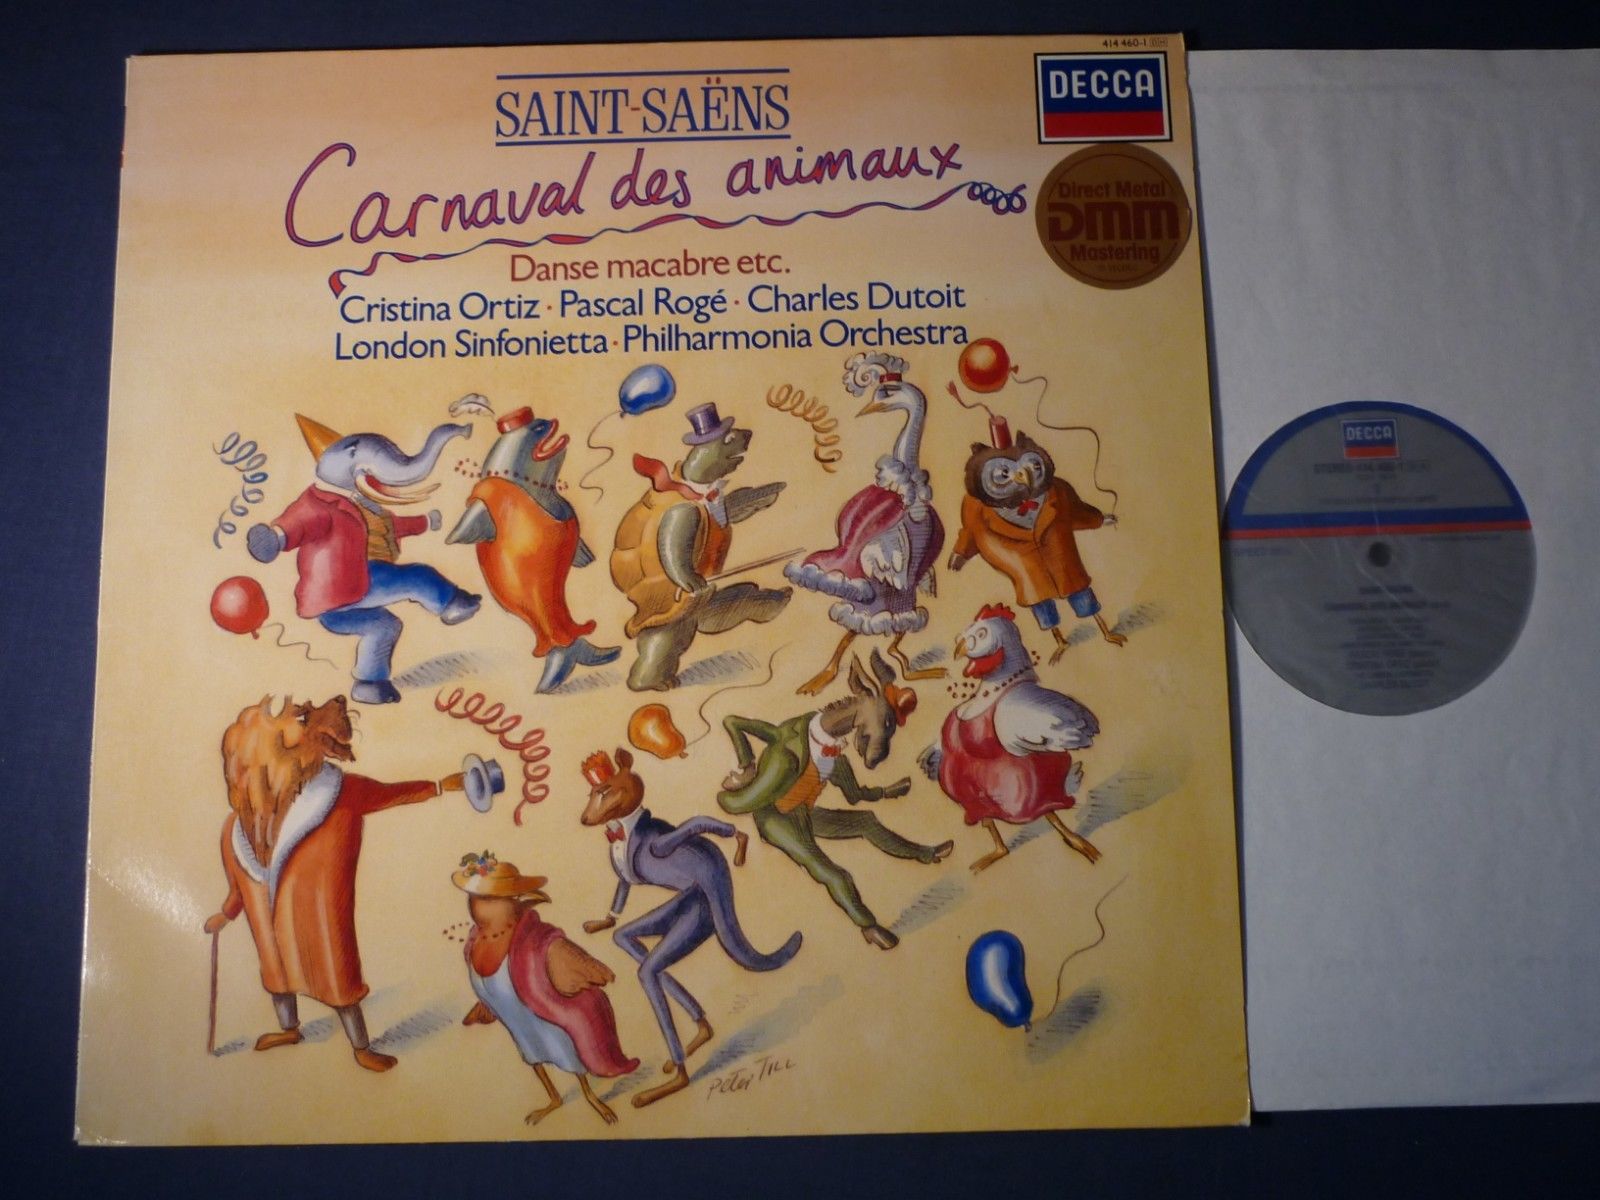 414 460-1 DH
DECCA
SAINT-SAËNS
Carnaval des animaux
Direct Metal
DMM
Mastering
Danse macabre etc.
Cristina Ortiz · Pascal Rogé · Charles Dutoit
London Sinfonietta · Philharmonia Orchestra
Peter TILL
DECCA